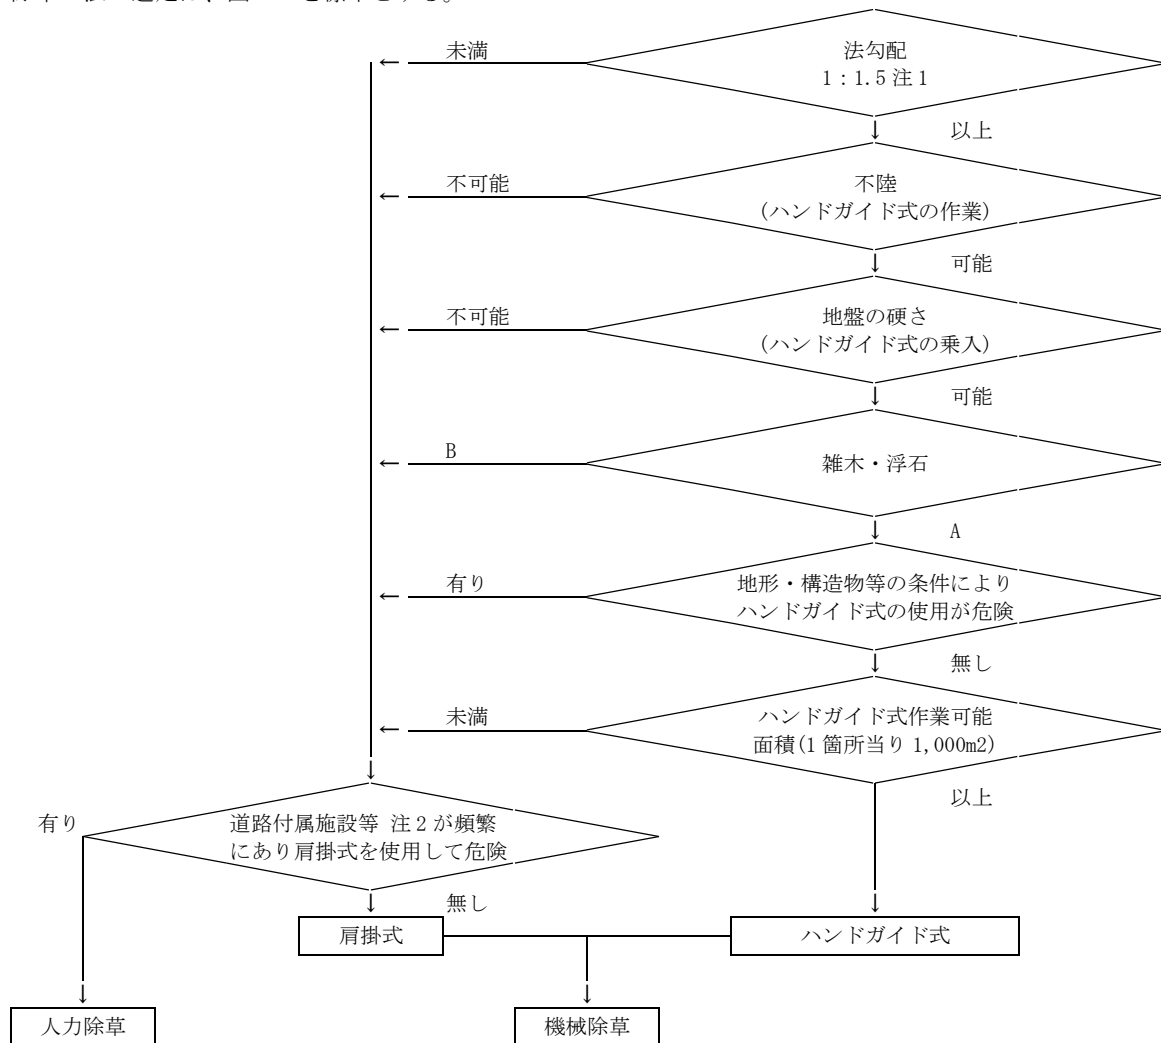 未満
法勾配
1:1.5 注1
以上
不可能
不陸
(ハンドガイド式の作業)
可能
不可能
地盤の硬さ
(ハンドガイド式の乗入)
可能
B
雑木・浮石
A
有り
地形・構造物等の条件により
ハンドガイド式の使用が危険
無し
未満
ハンドガイド式作業可能
面積(1箇所当り 1,000m2)
以上
有り
道路付属施設等 注2が頻繁
にあり肩掛式を使用して危険
無し
肩掛式
ハンドガイド式
人力除草
機械除草